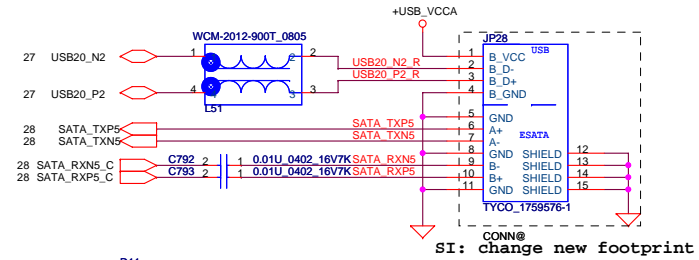 +USB_VCCA
WCM-2012-900T_0805
JP28
27 USB20_N2 1 2 2 USB20_N2_R 1 B_VCC USB
2 B_D-
27 USB20_P2 4 3 3 USB20_P2_R 3 B_D+
L51 4 B_GND
5 GND
28 SATA_TXP5 SATA_TXP5 6 A+ ESATA
28 SATA_TXN5 SATA_TXN5 7 A-
8 GND SHIELD 12
28 SATA_RXN5_C C792 2 1 0.01U_0402_16V7K SATA_RXN5 9 B- SHIELD 13
28 SATA_RXP5_C C793 2 1 0.01U_0402_16V7K SATA_RXP5 10 B+ SHIELD 14
11 GND SHIELD 15
TYCO_1759576-1
CONN@
SI: change new footprint